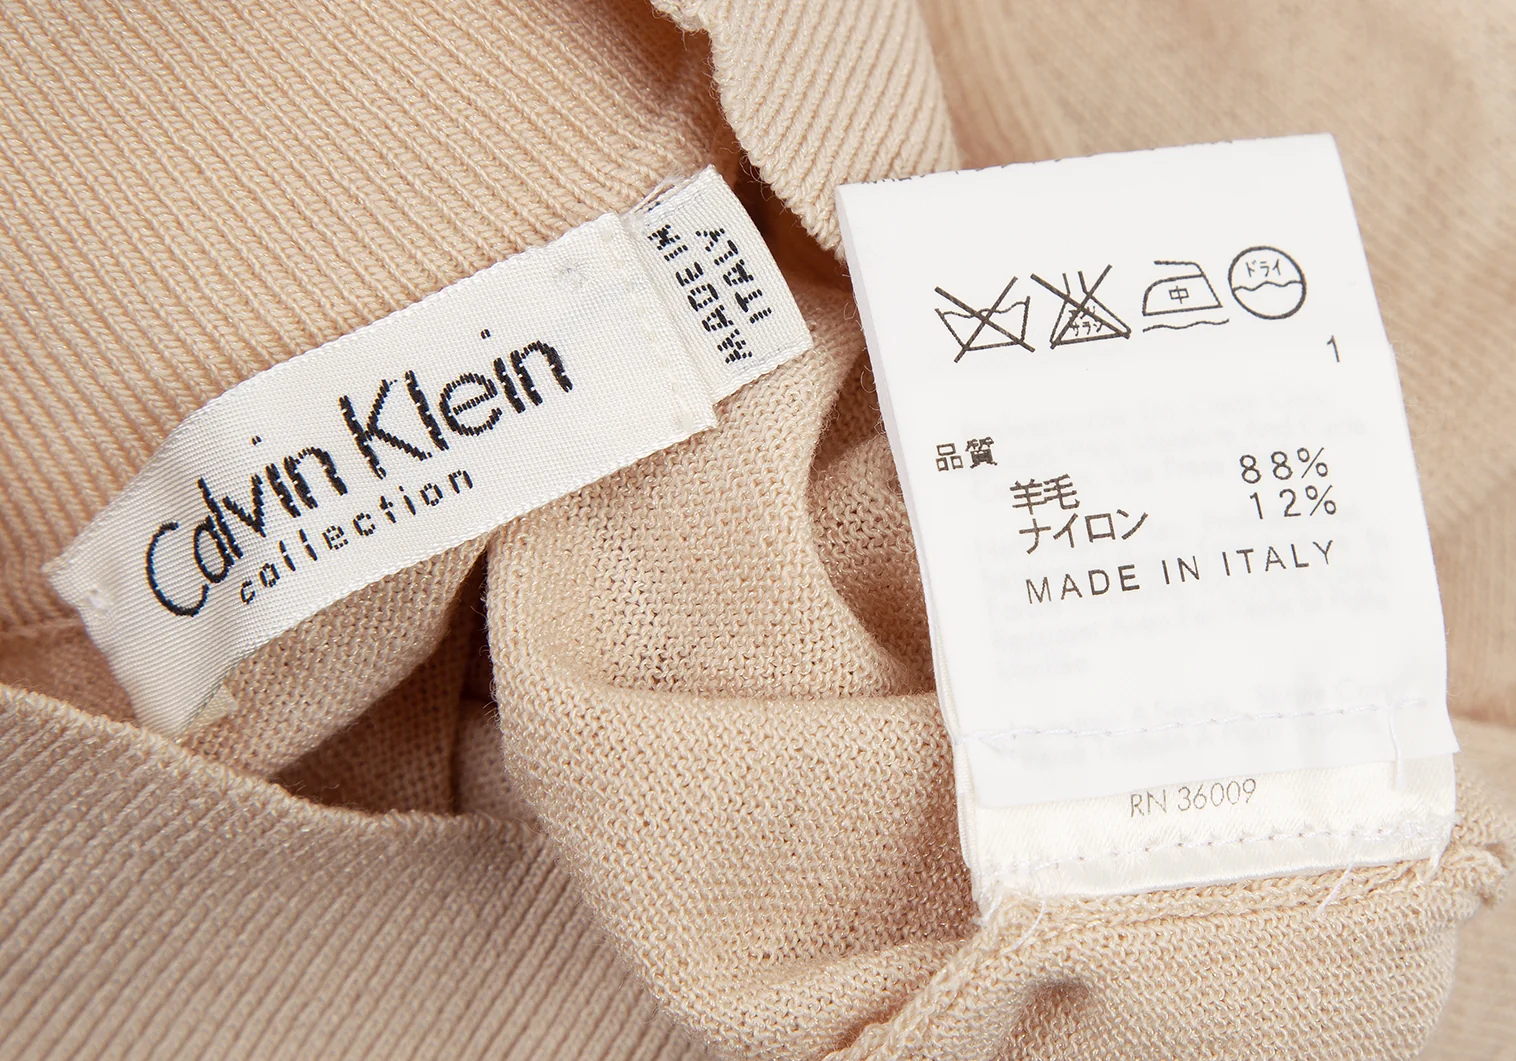 Calvin Klein
collection
MADE IN
ITALY
中
ドライ
1
品質
羊毛 88%
ナイロン 12%
MADE IN ITALY
RN 36009